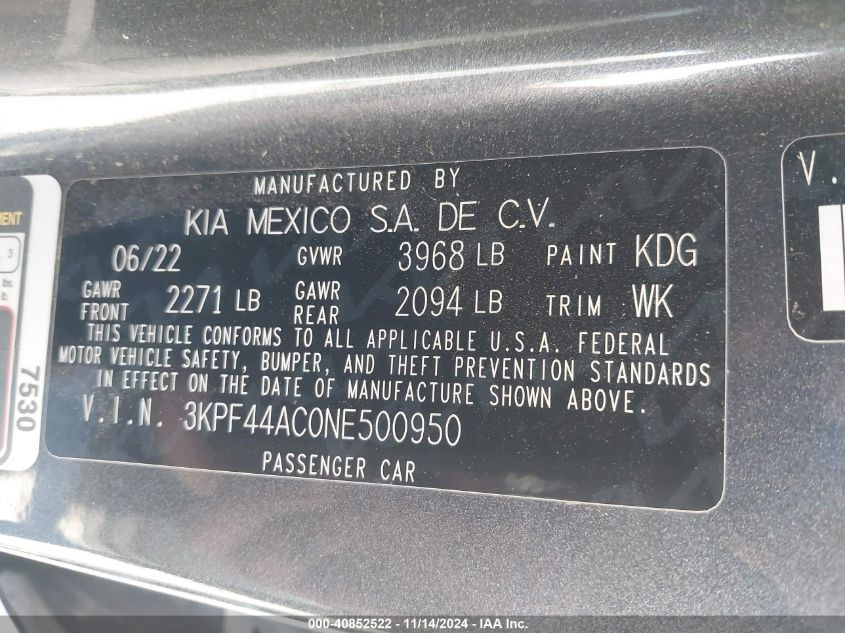 MANUFACTURED BY
KIA MEXICO S.A. DE C.V.
06/22 GVWR 3968 LB PAINT KDG
GAWR FRONT 2271 LB GAWR REAR 2094 LB TRIM WK
THIS VEHICLE CONFORMS TO ALL APPLICABLE U.S.A. FEDERAL
MOTOR VEHICLE SAFETY, BUMPER, AND THEFT PREVENTION STANDARDS
IN EFFECT ON THE DATE OF MANUFACTURE SHOWN ABOVE.
V.I.N. 3KPF44AC0NE500950
PASSENGER CAR
7530
3
lbs.
lb.
V.
000-40852522 - 11/14/2024 - IAA Inc.